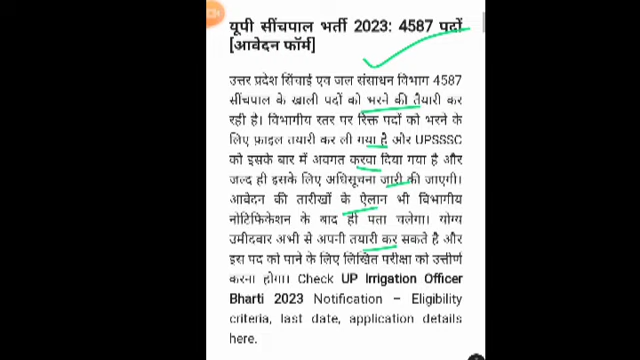 यूपी सींचपाल भर्ती 2023: 4587 पदों
[आवेदन फॉर्म]
उत्तर प्रदेश सिंचाई एवं जल संसाधन विभाग 4587
सींचपाल के खाली पदों को भरने की तैयारी कर
रही है। विभागीय स्तर पर रिक्त पदों को भरने के
लिए फ़ाइल तयारी कर ली गया है और UPSSSC
को इसके बार में अवगत करवा दिया गया है और
जल्द ही इसके लिए अधिसूचना जारी की जाएगी।
आवेदन की तारीखों के ऐलान भी विभागीय
नोटिफिकेशन के बाद ही पता चलेगा। योग्य
उमीदवार अभी से अपनी तयारी कर सकते है और
इस पद को पाने के लिए लिखित परीक्षा को उत्तीर्ण
करना होगा। Check UP Irrigation Officer
Bharti 2023 Notification – Eligibility
criteria, last date, application details
here.